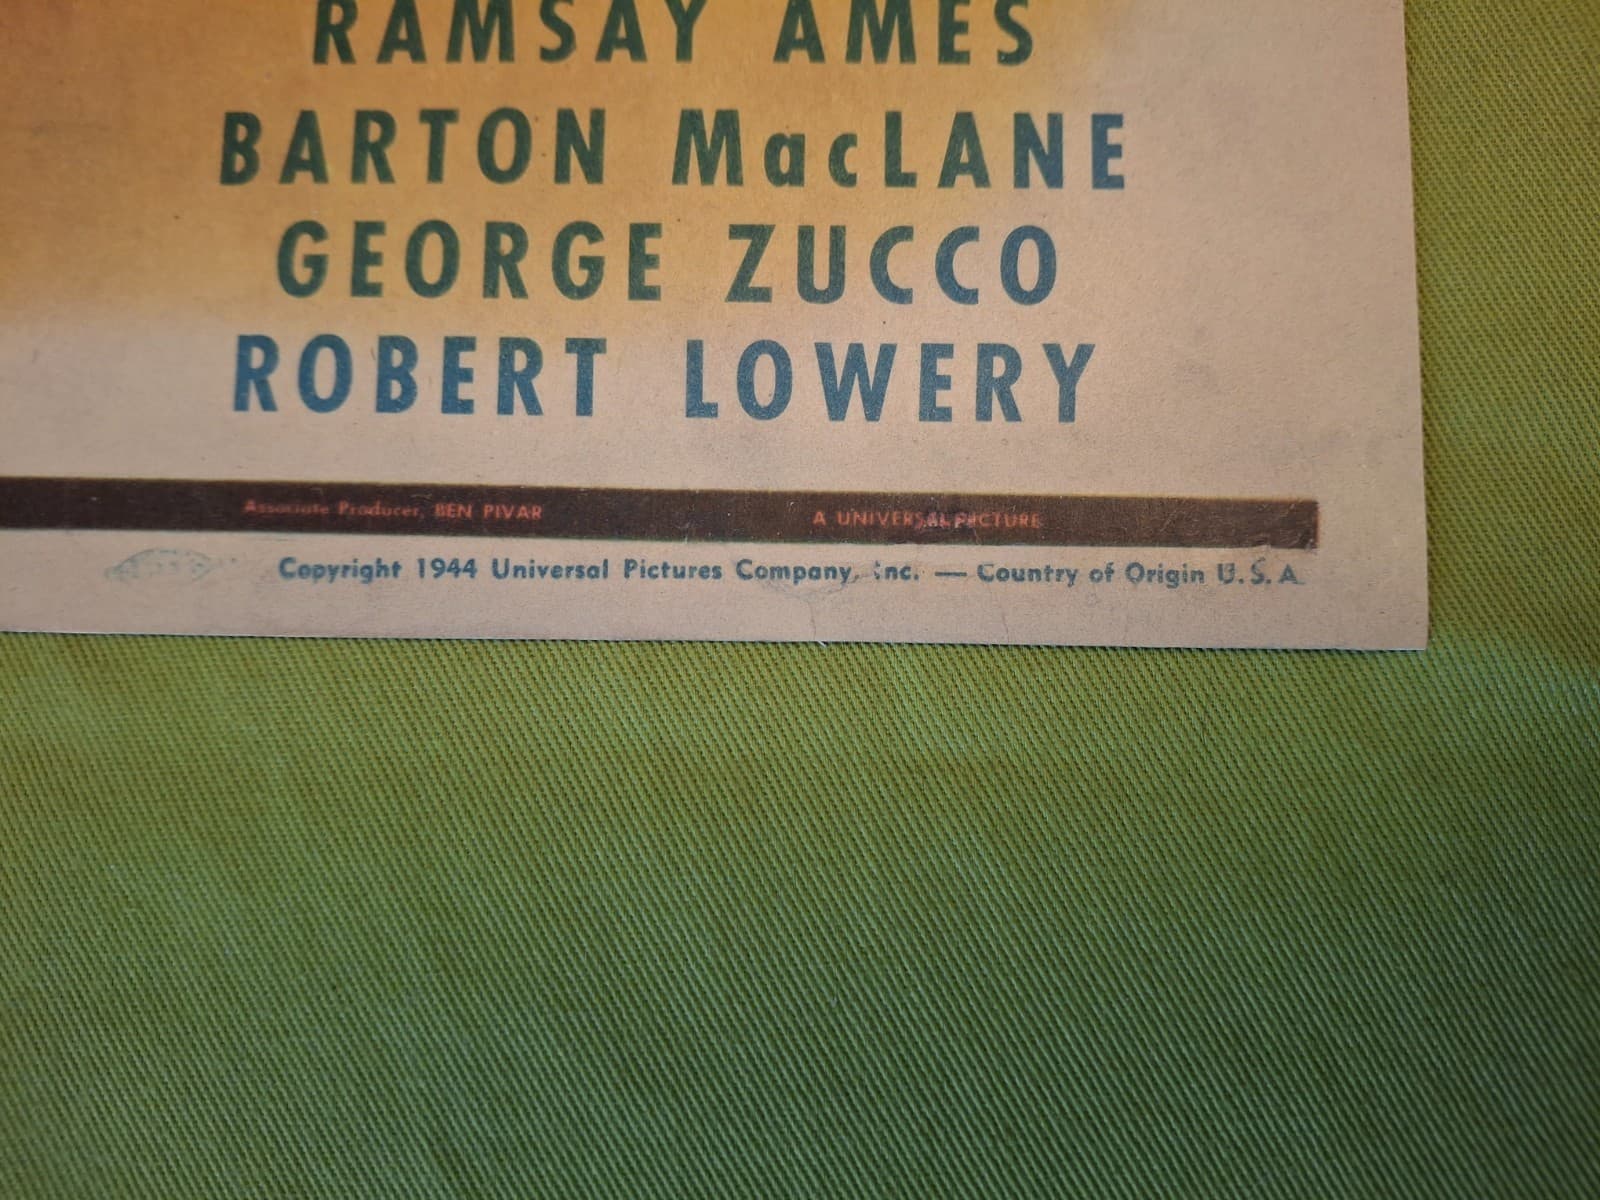 RAMSAY AMES
BARTON MacLANE
GEORGE ZUCCO
ROBERT LOWERY
Associate Producer, BEN PIVAR A UNIVERSAL PICTURE
Copyright 1944 Universal Pictures Company, Inc. — Country of Origin U.S.A.